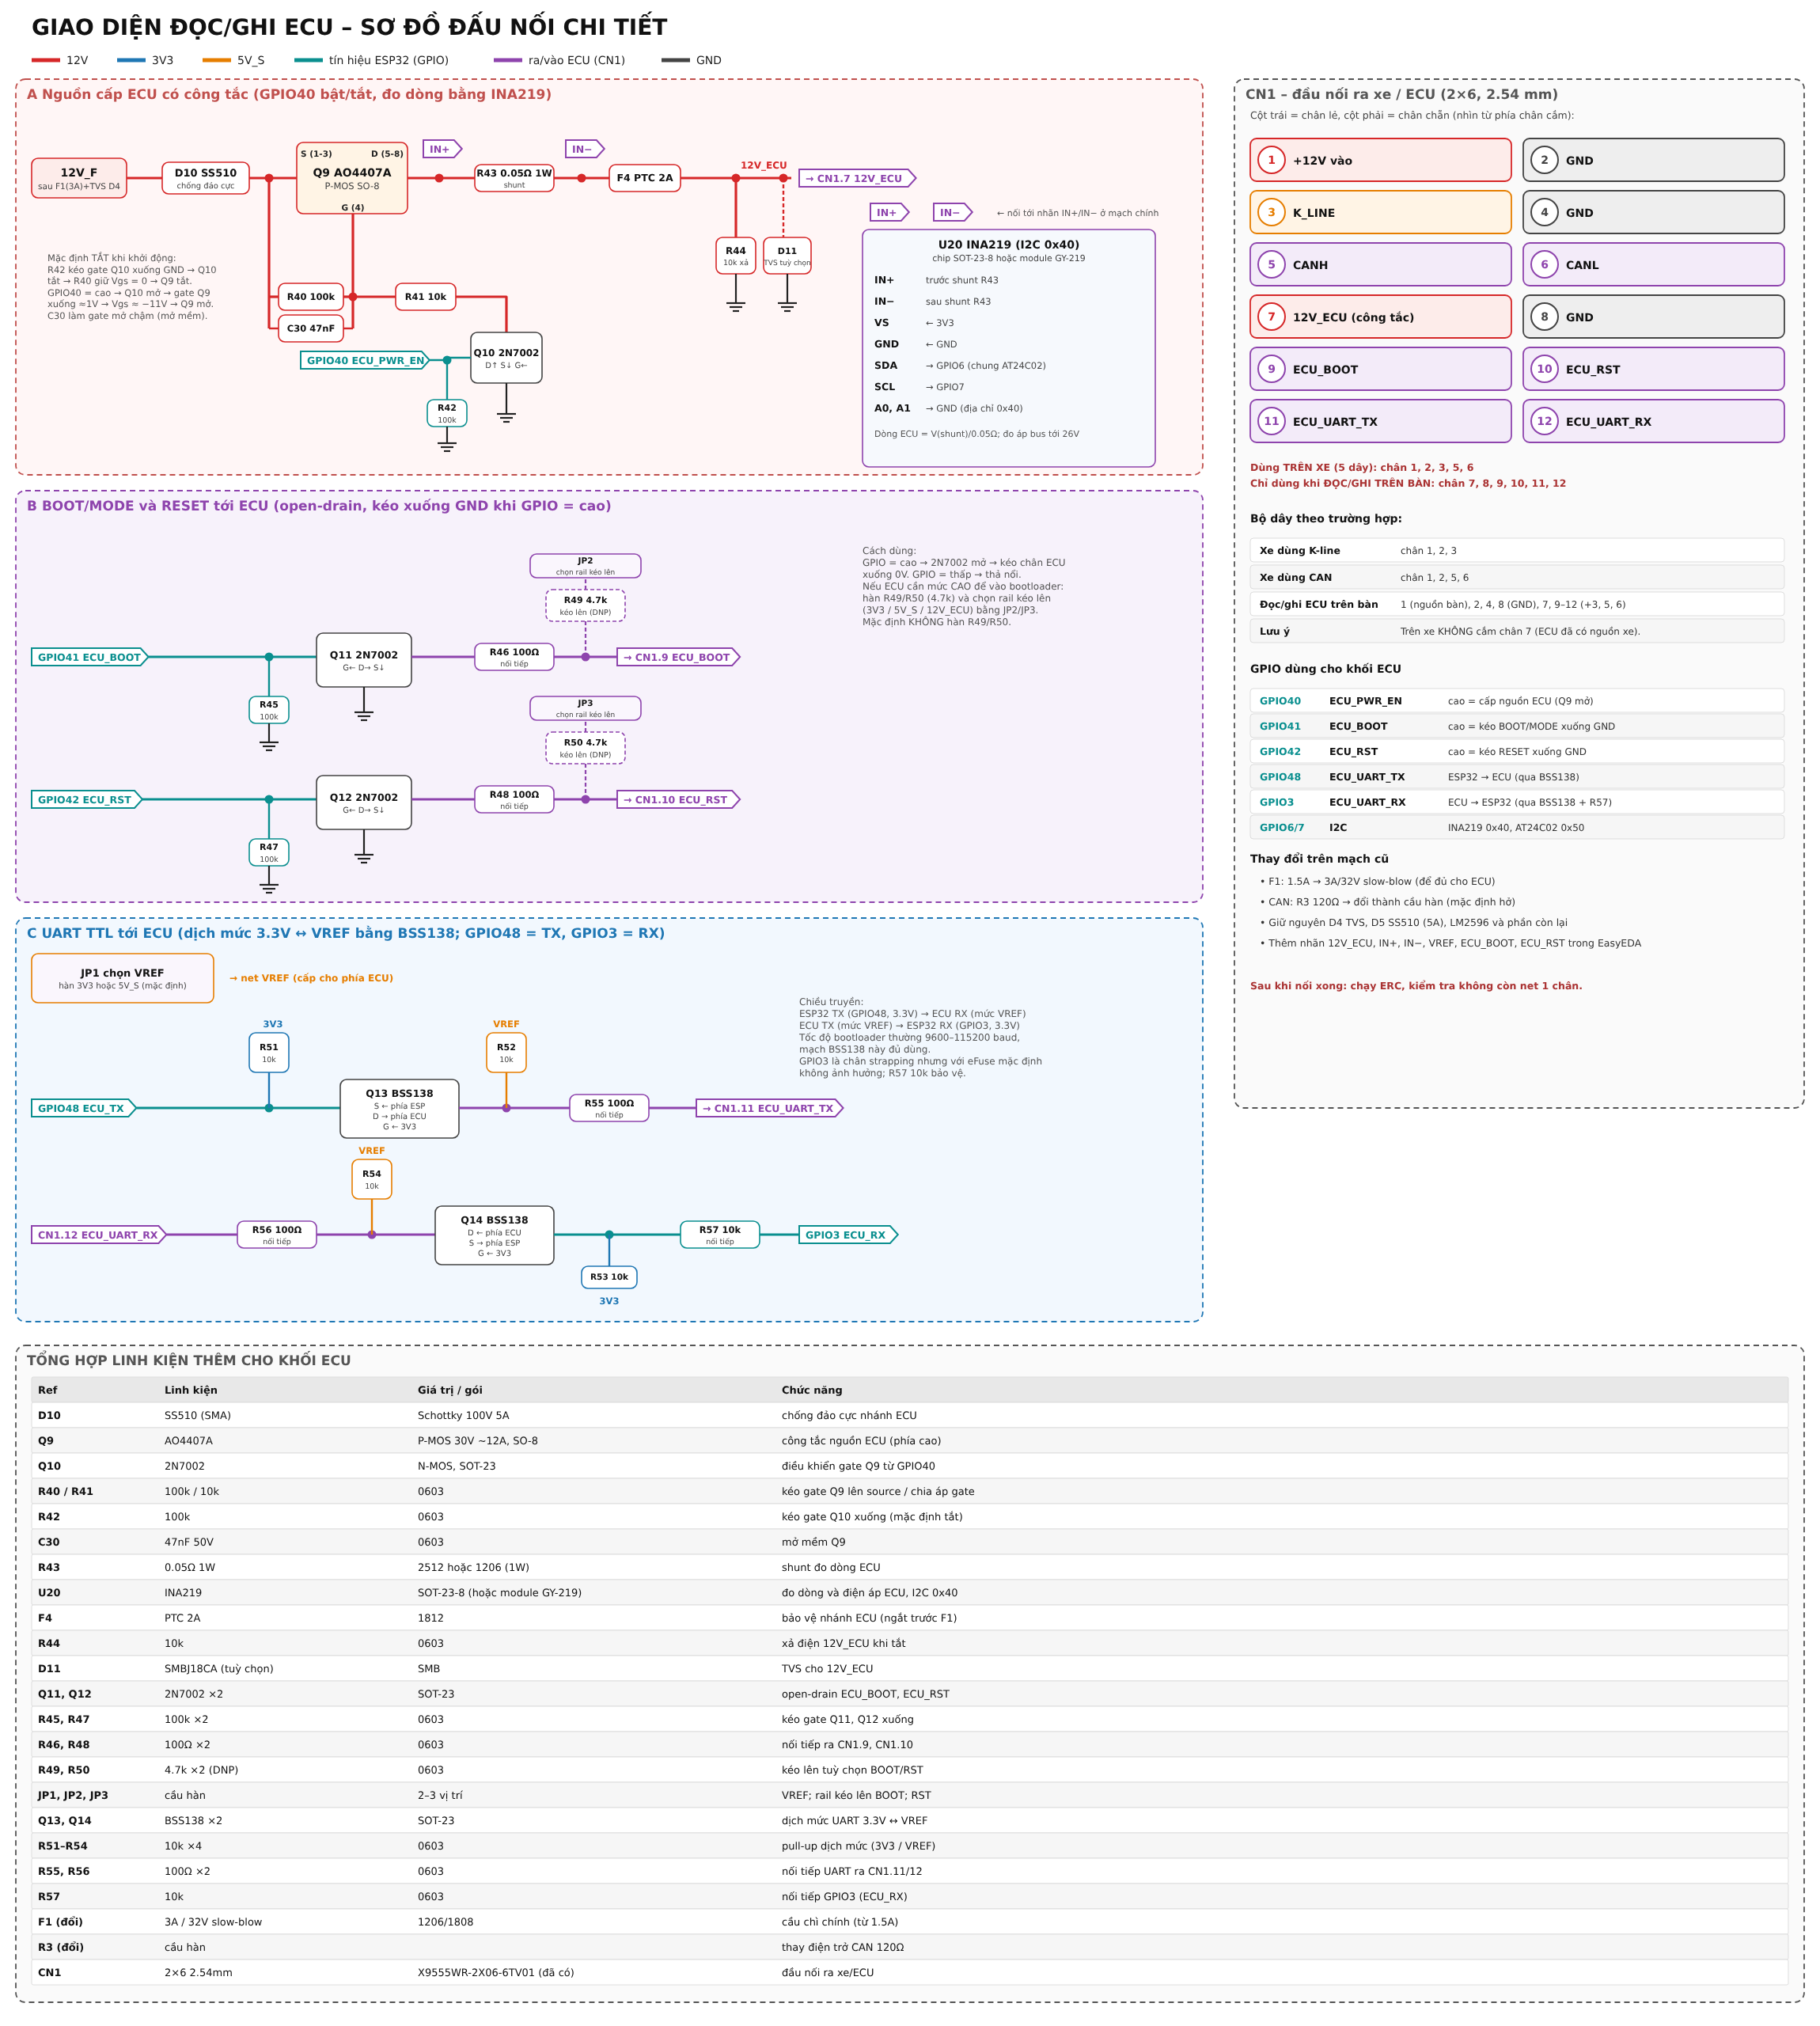 GIAO DIỆN ĐỌC/GHI ECU – SƠ ĐỒ ĐẤU NỐI CHI TIẾT
12V 3V3 5V_S tín hiệu ESP32 (GPIO) ra/vào ECU (CN1) GND
A Nguồn cấp ECU có công tắc (GPIO40 bật/tắt, đo dòng bằng INA219)
12V_F
sau F1(3A)+TVS D4
D10 SS510
chống đảo cực
S (1-3) D (5-8)
Q9 AO4407A
P-MOS SO-8
G (4)
IN+
R43 0.05Ω 1W
shunt
IN−
F4 PTC 2A
12V_ECU
→ CN1.7 12V_ECU
IN+ IN− ← nối tới nhãn IN+/IN− ở mạch chính
R44
10k xả
D11
TVS tuỳ chọn
Mặc định TẮT khi khởi động:
R42 kéo gate Q10 xuống GND → Q10
tắt → R40 giữ Vgs = 0 → Q9 tắt.
GPIO40 = cao → Q10 mở → gate Q9
xuống ≈1V → Vgs ≈ −11V → Q9 mở.
C30 làm gate mở chậm (mở mềm).
R40 100k
R41 10k
C30 47nF
GPIO40 ECU_PWR_EN
Q10 2N7002
D↑ S↓ G←
R42
100k
U20 INA219 (I2C 0x40)
chip SOT-23-8 hoặc module GY-219
IN+ trước shunt R43
IN− sau shunt R43
VS ← 3V3
GND ← GND
SDA → GPIO6 (chung AT24C02)
SCL → GPIO7
A0, A1 → GND (địa chỉ 0x40)
Dòng ECU = V(shunt)/0.05Ω; đo áp bus tới 26V
B BOOT/MODE và RESET tới ECU (open-drain, kéo xuống GND khi GPIO = cao)
JP2
chọn rail kéo lên
R49 4.7k
kéo lên (DNP)
GPIO41 ECU_BOOT
Q11 2N7002
G← D→ S↓
R46 100Ω
nối tiếp
→ CN1.9 ECU_BOOT
R45
100k
JP3
chọn rail kéo lên
R50 4.7k
kéo lên (DNP)
GPIO42 ECU_RST
Q12 2N7002
G← D→ S↓
R48 100Ω
nối tiếp
→ CN1.10 ECU_RST
R47
100k
Cách dùng:
GPIO = cao → 2N7002 mở → kéo chân ECU
xuống 0V. GPIO = thấp → thả nổi.
Nếu ECU cần mức CAO để vào bootloader:
hàn R49/R50 (4.7k) và chọn rail kéo lên
(3V3 / 5V_S / 12V_ECU) bằng JP2/JP3.
Mặc định KHÔNG hàn R49/R50.
C UART TTL tới ECU (dịch mức 3.3V ↔ VREF bằng BSS138; GPIO48 = TX, GPIO3 = RX)
JP1 chọn VREF
hàn 3V3 hoặc 5V_S (mặc định)
→ net VREF (cấp cho phía ECU)
3V3
R51
10k
VREF
R52
10k
GPIO48 ECU_TX
Q13 BSS138
S ← phía ESP
D → phía ECU
G ← 3V3
R55 100Ω
nối tiếp
→ CN1.11 ECU_UART_TX
Chiều truyền:
ESP32 TX (GPIO48, 3.3V) → ECU RX (mức VREF)
ECU TX (mức VREF) → ESP32 RX (GPIO3, 3.3V)
Tốc độ bootloader thường 9600–115200 baud,
mạch BSS138 này đủ dùng.
GPIO3 là chân strapping nhưng với eFuse mặc định
không ảnh hưởng; R57 10k bảo vệ.
VREF
R54
10k
CN1.12 ECU_UART_RX
R56 100Ω
nối tiếp
Q14 BSS138
D ← phía ECU
S → phía ESP
G ← 3V3
R57 10k
nối tiếp
GPIO3 ECU_RX
R53 10k
3V3
CN1 – đầu nối ra xe / ECU (2×6, 2.54 mm)
Cột trái = chân lẻ, cột phải = chân chẵn (nhìn từ phía chân cắm):
1 +12V vào 2 GND
3 K_LINE 4 GND
5 CANH 6 CANL
7 12V_ECU (công tắc) 8 GND
9 ECU_BOOT 10 ECU_RST
11 ECU_UART_TX 12 ECU_UART_RX
Dùng TRÊN XE (5 dây): chân 1, 2, 3, 5, 6
Chỉ dùng khi ĐỌC/GHI TRÊN BÀN: chân 7, 8, 9, 10, 11, 12
Bộ dây theo trường hợp:
Xe dùng K-line chân 1, 2, 3
Xe dùng CAN chân 1, 2, 5, 6
Đọc/ghi ECU trên bàn 1 (nguồn bàn), 2, 4, 8 (GND), 7, 9–12 (+3, 5, 6)
Lưu ý Trên xe KHÔNG cắm chân 7 (ECU đã có nguồn xe).
GPIO dùng cho khối ECU
GPIO40 ECU_PWR_EN cao = cấp nguồn ECU (Q9 mở)
GPIO41 ECU_BOOT cao = kéo BOOT/MODE xuống GND
GPIO42 ECU_RST cao = kéo RESET xuống GND
GPIO48 ECU_UART_TX ESP32 → ECU (qua BSS138)
GPIO3 ECU_UART_RX ECU → ESP32 (qua BSS138 + R57)
GPIO6/7 I2C INA219 0x40, AT24C02 0x50
Thay đổi trên mạch cũ
• F1: 1.5A → 3A/32V slow-blow (để đủ cho ECU)
• CAN: R3 120Ω → đổi thành cầu hàn (mặc định hở)
• Giữ nguyên D4 TVS, D5 SS510 (5A), LM2596 và phần còn lại
• Thêm nhãn 12V_ECU, IN+, IN−, VREF, ECU_BOOT, ECU_RST trong EasyEDA
Sau khi nối xong: chạy ERC, kiểm tra không còn net 1 chân.
TỔNG HỢP LINH KIỆN THÊM CHO KHỐI ECU
Ref Linh kiện Giá trị / gói Chức năng
D10 SS510 (SMA) Schottky 100V 5A chống đảo cực nhánh ECU
Q9 AO4407A P-MOS 30V ~12A, SO-8 công tắc nguồn ECU (phía cao)
Q10 2N7002 N-MOS, SOT-23 điều khiển gate Q9 từ GPIO40
R40 / R41 100k / 10k 0603 kéo gate Q9 lên source / chia áp gate
R42 100k 0603 kéo gate Q10 xuống (mặc định tắt)
C30 47nF 50V 0603 mở mềm Q9
R43 0.05Ω 1W 2512 hoặc 1206 (1W) shunt đo dòng ECU
U20 INA219 SOT-23-8 (hoặc module GY-219) đo dòng và điện áp ECU, I2C 0x40
F4 PTC 2A 1812 bảo vệ nhánh ECU (ngắt trước F1)
R44 10k 0603 xả điện 12V_ECU khi tắt
D11 SMBJ18CA (tuỳ chọn) SMB TVS cho 12V_ECU
Q11, Q12 2N7002 ×2 SOT-23 open-drain ECU_BOOT, ECU_RST
R45, R47 100k ×2 0603 kéo gate Q11, Q12 xuống
R46, R48 100Ω ×2 0603 nối tiếp ra CN1.9, CN1.10
R49, R50 4.7k ×2 (DNP) 0603 kéo lên tuỳ chọn BOOT/RST
JP1, JP2, JP3 cầu hàn 2–3 vị trí VREF; rail kéo lên BOOT; RST
Q13, Q14 BSS138 ×2 SOT-23 dịch mức UART 3.3V ↔ VREF
R51–R54 10k ×4 0603 pull-up dịch mức (3V3 / VREF)
R55, R56 100Ω ×2 0603 nối tiếp UART ra CN1.11/12
R57 10k 0603 nối tiếp GPIO3 (ECU_RX)
F1 (đổi) 3A / 32V slow-blow 1206/1808 cầu chì chính (từ 1.5A)
R3 (đổi) cầu hàn thay điện trở CAN 120Ω
CN1 2×6 2.54mm X9555WR-2X06-6TV01 (đã có) đầu nối ra xe/ECU